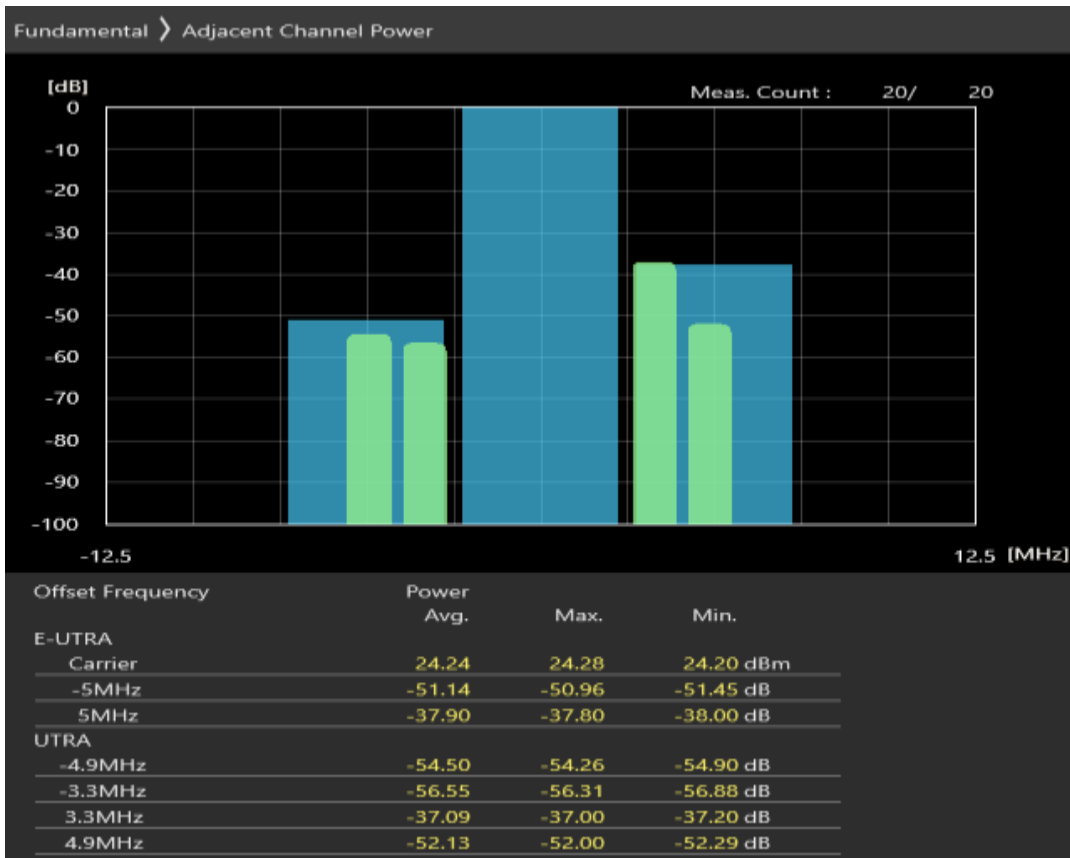 Fundamental 〉 Adjacent Channel Power
[dB]
Meas. Count : 20/ 20
0
-10
-20
-30
-40
-50
-60
-70
-80
-90
-100
-12.5 12.5 [MHz]
Offset Frequency Power
Avg. Max. Min.
E-UTRA
Carrier 24.24 24.28 24.20 dBm
-5MHz -51.14 -50.96 -51.45 dB
5MHz -37.90 -37.80 -38.00 dB
UTRA
-4.9MHz -54.50 -54.26 -54.90 dB
-3.3MHz -56.55 -56.31 -56.88 dB
3.3MHz -37.09 -37.00 -37.20 dB
4.9MHz -52.13 -52.00 -52.29 dB